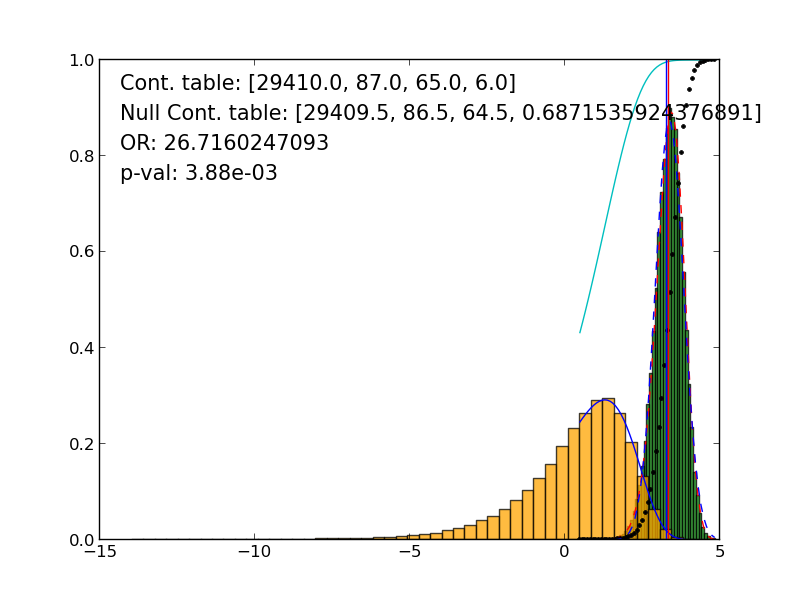 1.0
Cont. table: [29410.0, 87.0, 65.0, 6.0]
Null Cont. table: [29409.5, 86.5, 64.5, 0.6871535924376891]
0.8
OR: 26.7160247093
p-val: 3.88e-03
0.6
0.4
0.2
0.0
−15 −10 −5 0 5